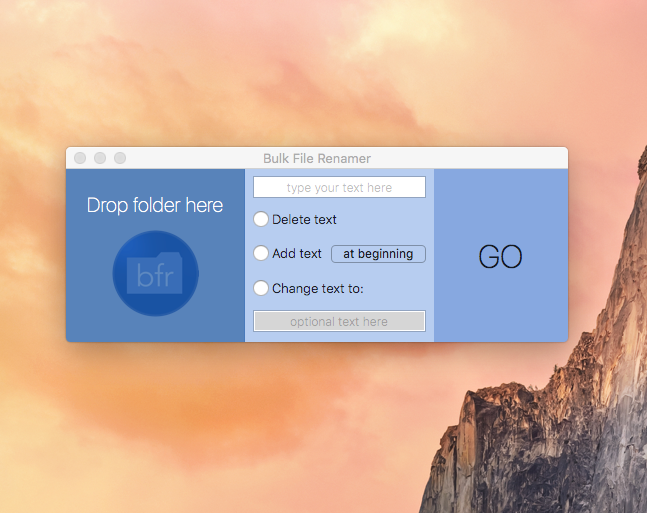 Bulk File Renamer
Drop folder here
bfr
type your text here
Delete text
Add text
at beginning
Change text to:
optional text here
GO